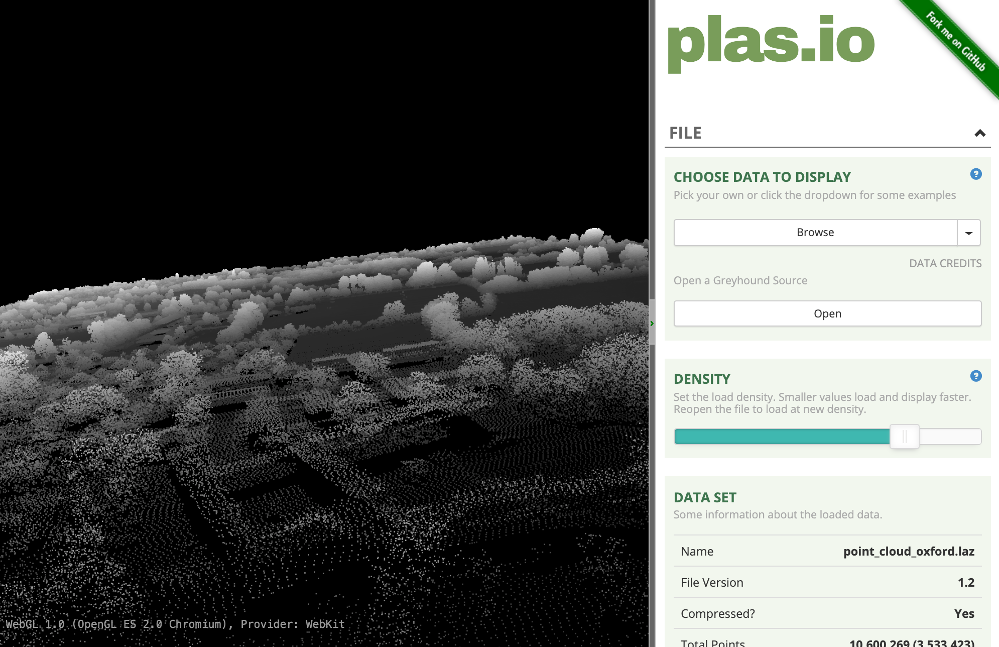 plas.io
Fork me on GitHub
FILE
CHOOSE DATA TO DISPLAY
?
Pick your own or click the dropdown for some examples
Browse
DATA CREDITS
Open a Greyhound Source
Open
DENSITY
?
Set the load density. Smaller values load and display faster.
Reopen the file to load at new density.
DATA SET
Some information about the loaded data.
Name point_cloud_oxford.laz
File Version 1.2
Compressed? Yes
Total Points 10,600,269 (3,533,423)
WebGL 1.0 (OpenGL ES 2.0 Chromium), Provider: WebKit